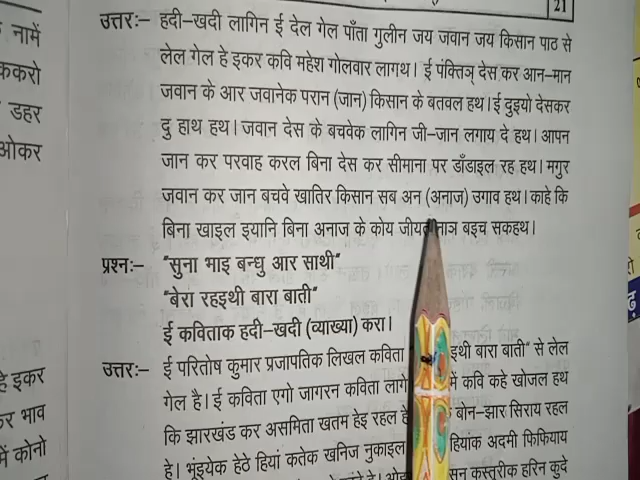 21
उत्तरः– हदी–खदी लागिन ई देल गेल पाँता गुलीन जय जवान जय किसान पाठ से
लेल गेल हे इकर कवि महेश गोलवार लागथ। ई पंक्तिञ् देस कर आन–मान
जवान के आर जवानेक परान (जान) किसान के बतवल हथ। ई दुइयो देसकर
दु हाथ हथ। जवान देस के बचवेक लागिन जी–जान लगाय दे हथ। आपन
जान कर परवाह करल बिना देस कर सीमाना पर डाँडाइल रह हथ। मगुर
जवान कर जान बचवे खातिर किसान सब अन (अनाज) उगाव हथ। काहे कि
बिना खाइल इयानि बिना अनाज के कोय बइच सकहथ।
प्रश्नः– "सुना भाइ बन्धु आर साथी"
"बेरा रहइथी बारा बाती"
ई कविताक हदी–खदी (व्याख्या) करा।
उत्तरः– ई परितोष कुमार प्रजापतिक लिखल कविता इथी बारा बाती" से लेल
गेल है। ई कविता एगो जागरन कविता लागे में कवि कहे खोजल हथ
कि झारखंड कर असमिता खतम हेइ रहल बोन–झार सिराय रहल
हे। भूंइयेक हेठे हियां कतेक खनिज नुकाइल हियांक अदमी फिफियाय
कस्तूरीक हरिन कुदे
नामें
ककरो
डहर
ओकर
हे इकर
भाव
में कोनो